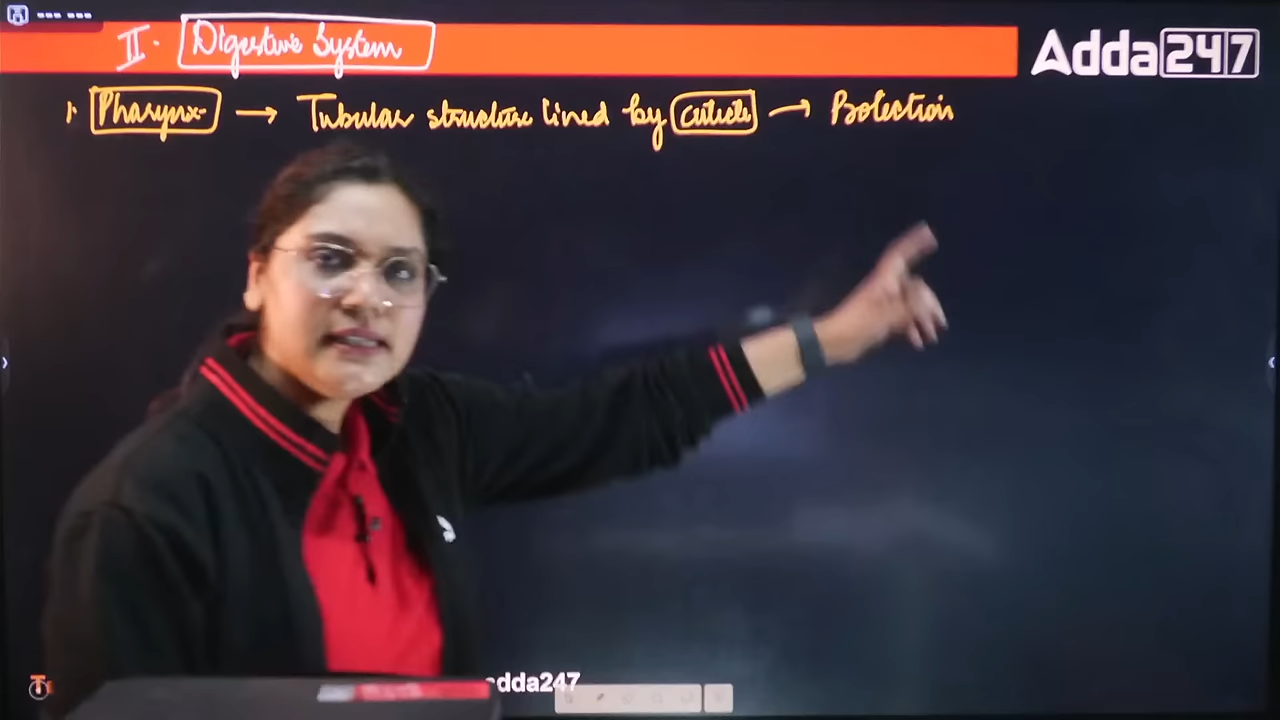 II. Digestive System
Adda247
1. Pharynx → Tubular structure lined by cuticle → Protection
adda247